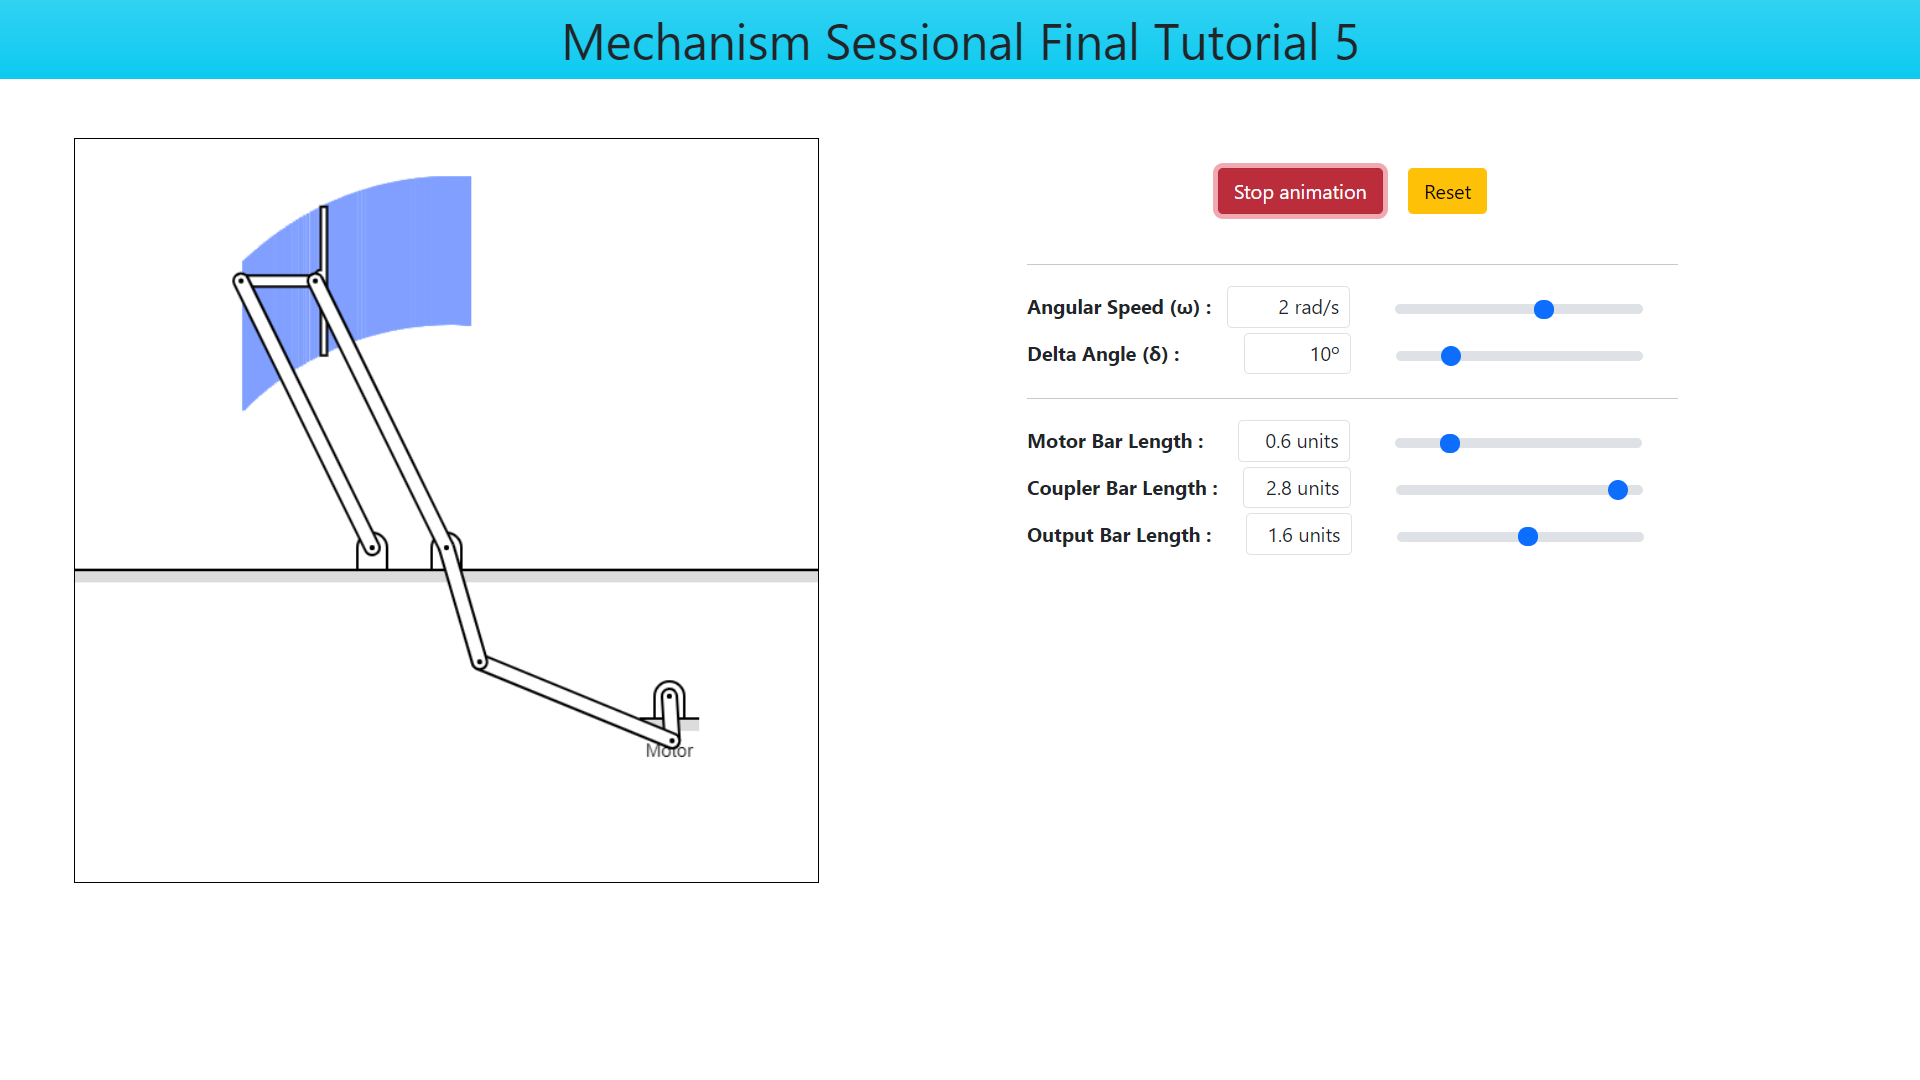 Mechanism Sessional Final Tutorial 5
Stop animation
Reset
Angular Speed (ω) :
2 rad/s
Delta Angle (δ) :
10º
Motor Bar Length :
0.6 units
Coupler Bar Length :
2.8 units
Output Bar Length :
1.6 units
Motor